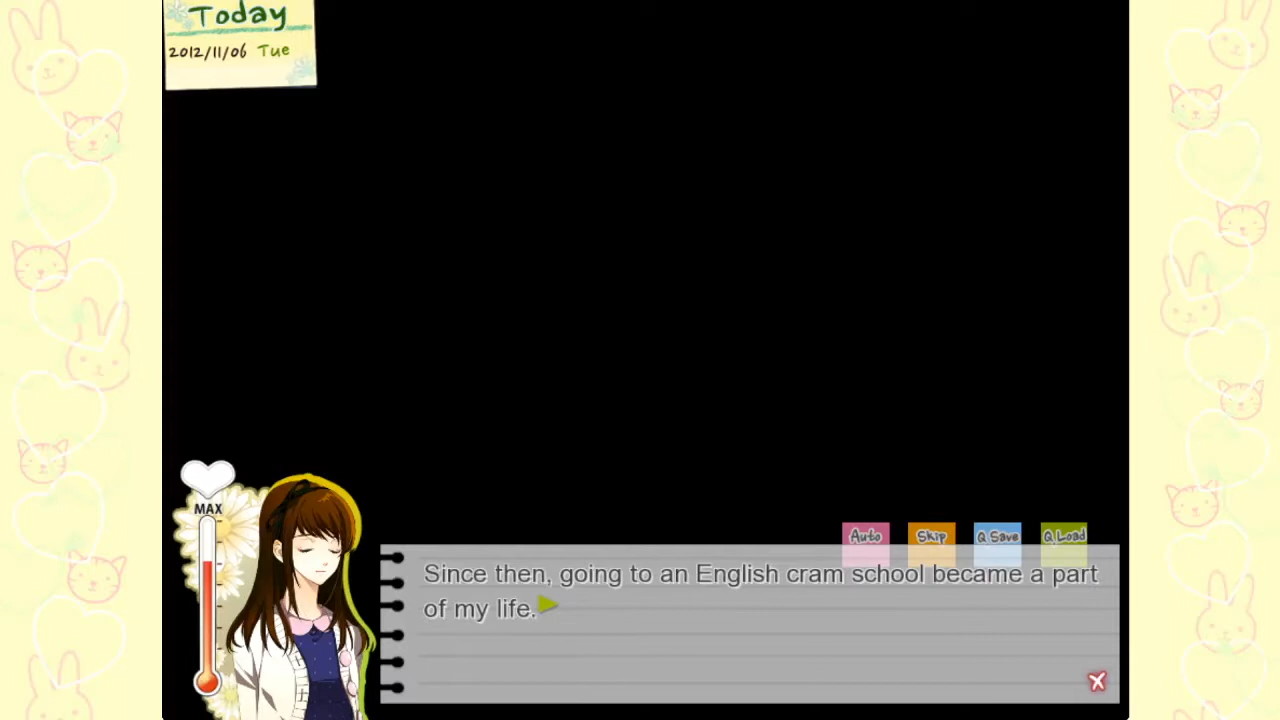 Today
2012/11/06 Tue
MAX
Auto Skip Q.Save Q.Load
Since then, going to an English cram school became a part
of my life.